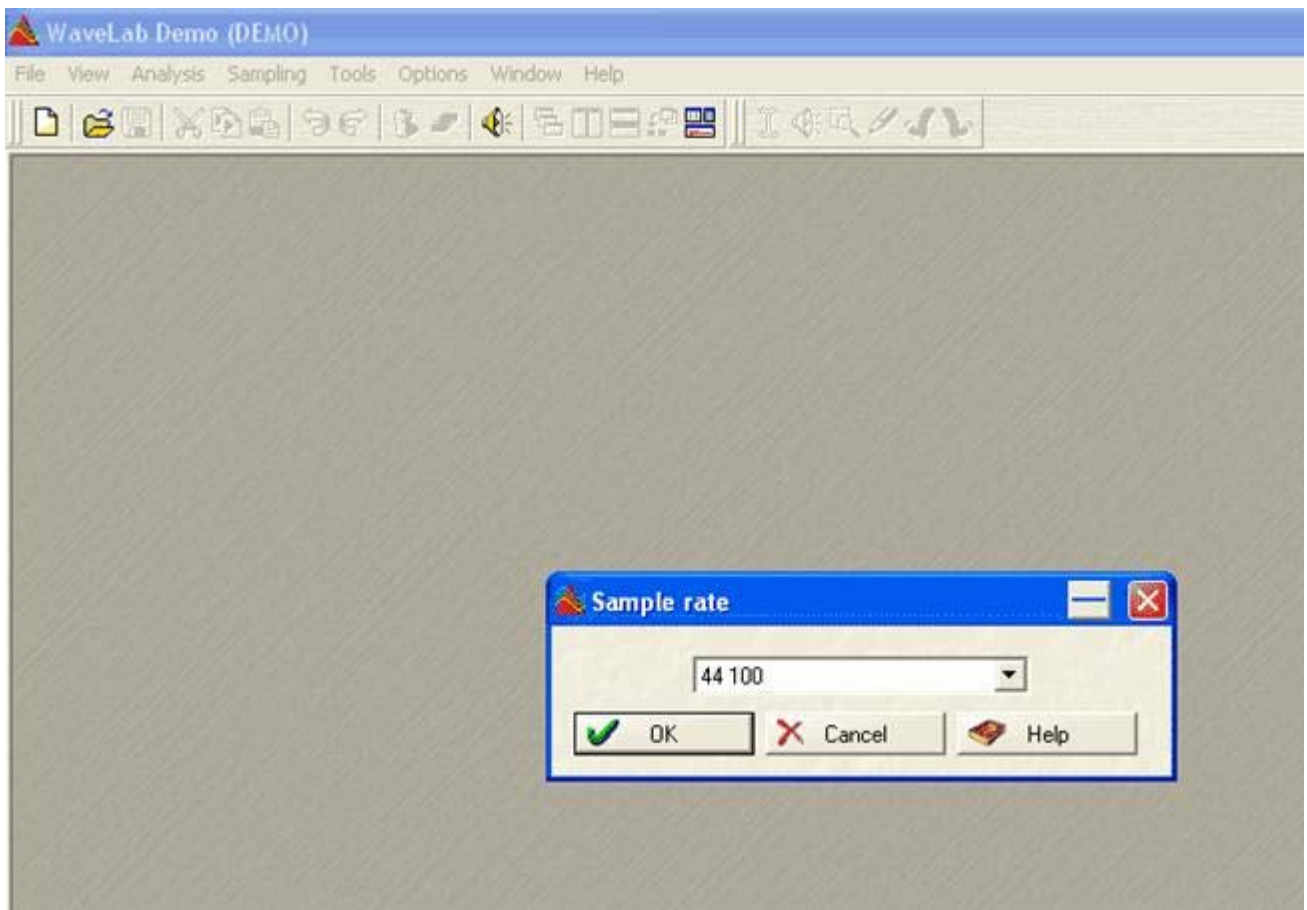 WaveLab Demo (DEMO)
File View Analysis Sampling Tools Options Window Help
Sample rate
44 100
OK Cancel Help